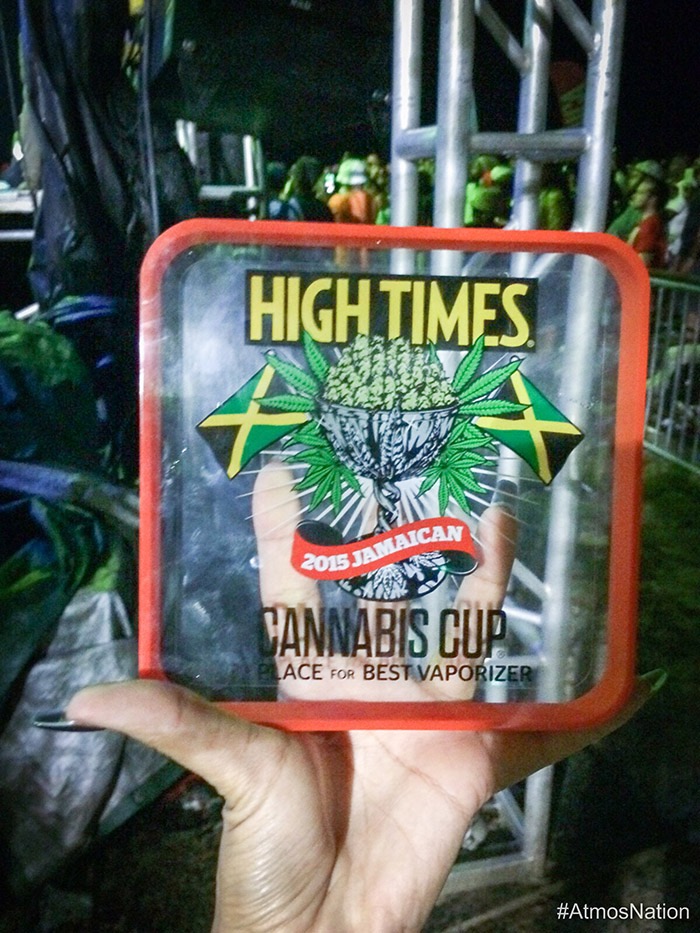 HIGH TIMES®
2015 JAMAICAN
CANNABIS CUP®
PLACE FOR BEST VAPORIZER
#AtmosNation